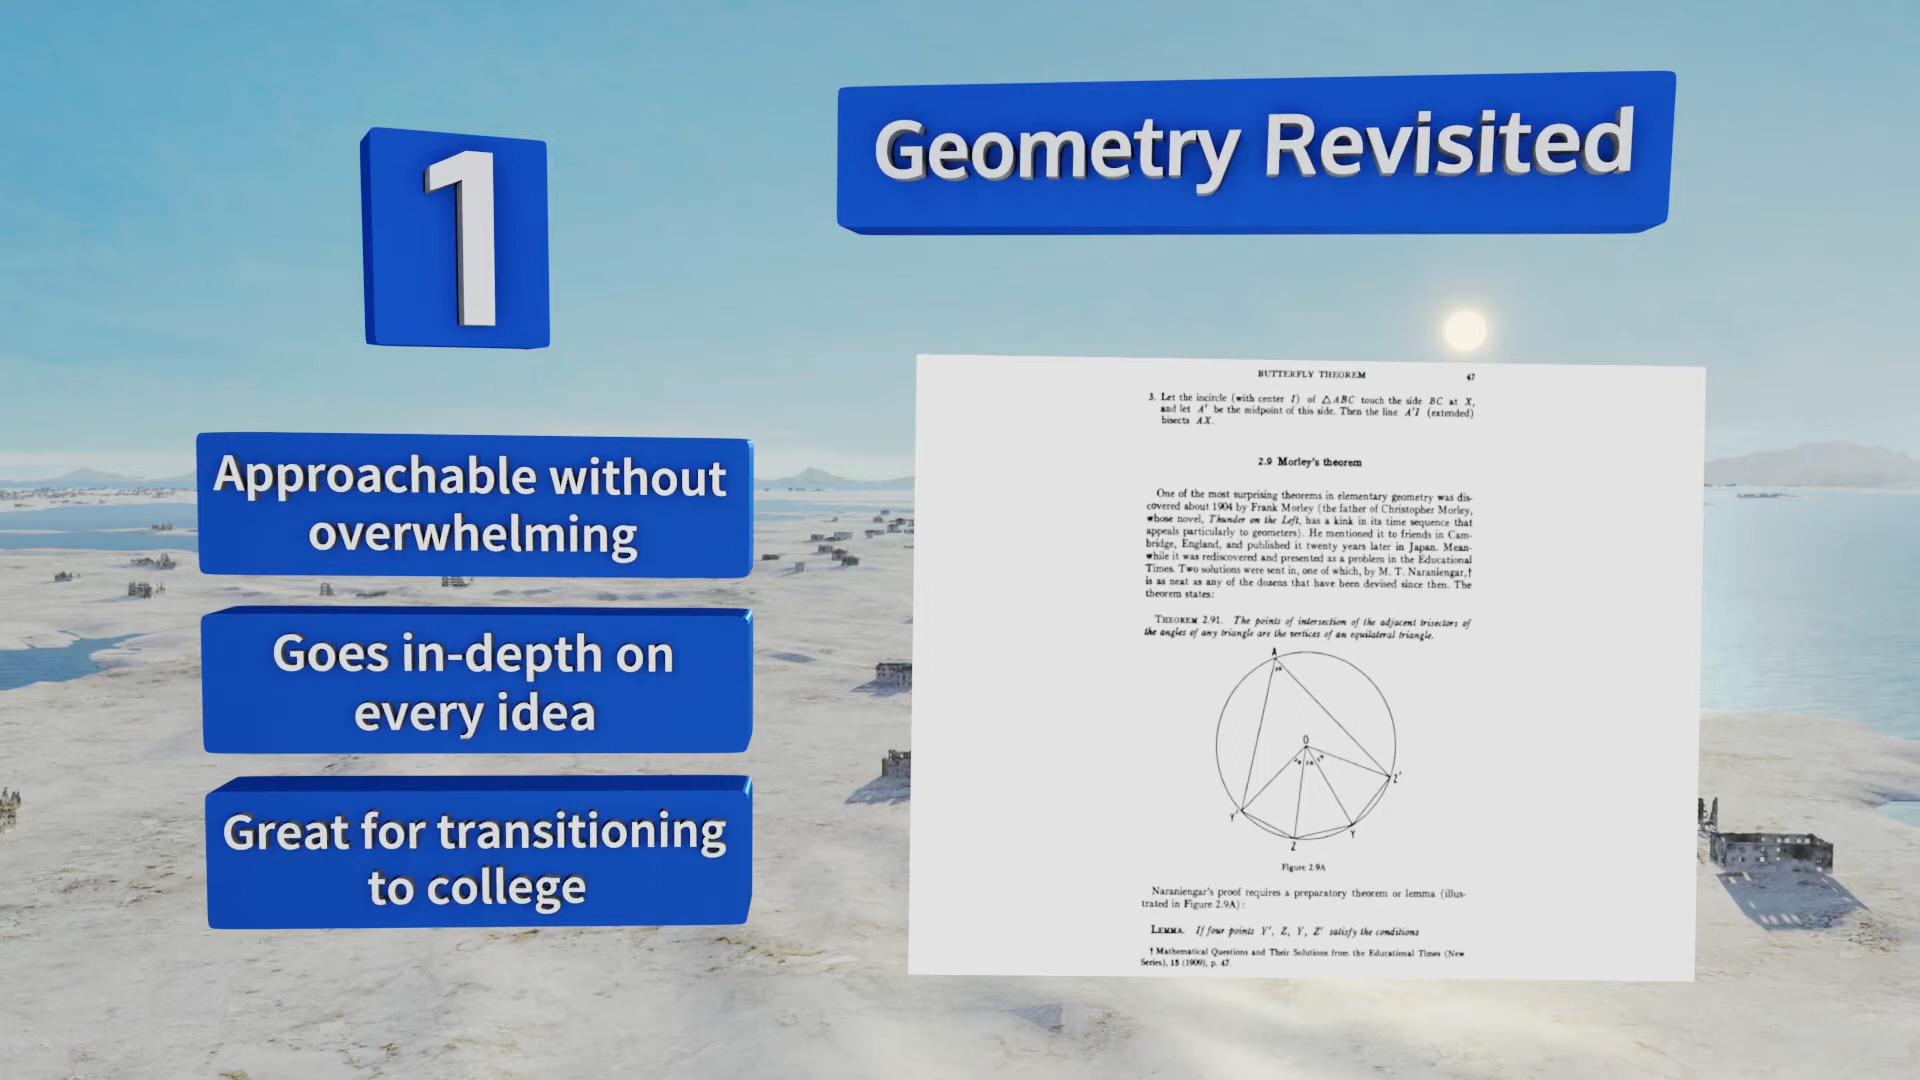 1
Geometry Revisited
Approachable without
overwhelming
Goes in-depth on
every idea
Great for transitioning
to college
BUTTERFLY THEOREM 47
3. Let the incircle (with center I) of △ABC touch the side BC at X,
and let A' be the midpoint of this side. Then the line A'I (extended)
bisects AX.
2.9 Morley's theorem
One of the most surprising theorems in elementary geometry was dis-
covered about 1904 by Frank Morley (the father of Christopher Morley,
whose novel, Thunder on the Left, has a kink in its time sequence that
appeals particularly to geometers). He mentioned it to friends in Cam-
bridge, England, and published it twenty years later in Japan. Mean-
while it was rediscovered and presented as a problem in the Educational
Times. Two solutions were sent in, one of which, by M. T. Naraniengar,†
is as neat as any of the dozens that have been devised since then. The
theorem states:
THEOREM 2.91. The points of intersection of the adjacent trisectors of
the angles of any triangle are the vertices of an equilateral triangle.
A
O
Z'
Y'
Y
Z
Figure 2.9A
Naraniengar's proof requires a preparatory theorem or lemma (illus-
trated in Figure 2.9A):
LEMMA. If four points Y', Z, Y, Z' satisfy the conditions
† Mathematical Questions and Their Solutions from the Educational Times (New
Series), 15 (1909), p. 47.